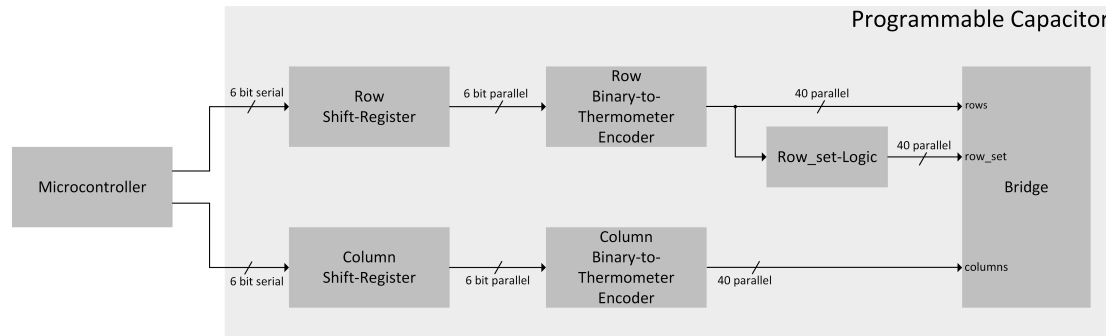 Programmable Capacitor
6 bit serial
Row
Shift-Register
6 bit parallel
Row
Binary-to-
Thermometer
Encoder
40 parallel
rows
Row_set-Logic
40 parallel
row_set
Microcontroller
Bridge
6 bit serial
Column
Shift-Register
6 bit parallel
Column
Binary-to-
Thermometer
Encoder
40 parallel
columns